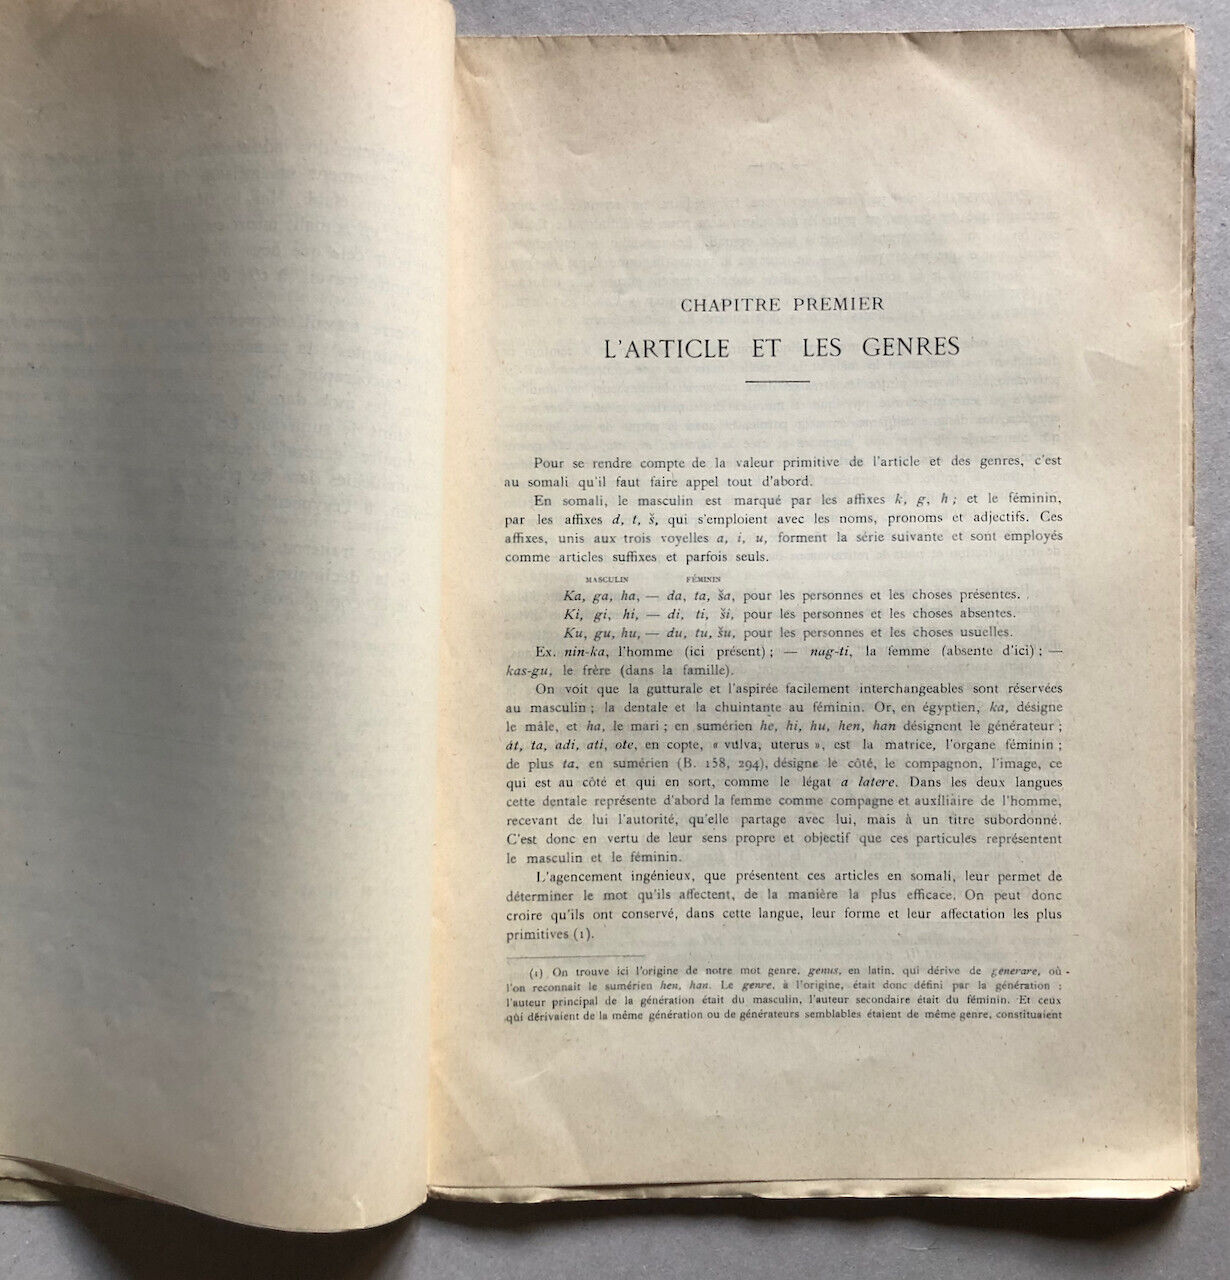 CHAPITRE PREMIER
L'ARTICLE ET LES GENRES
Pour se rendre compte de la valeur primitive de l'article et des genres, c'est
au somali qu'il faut faire appel tout d'abord.
En somali, le masculin est marqué par les affixes k, g, h ; et le féminin,
par les affixes d, t, š, qui s'emploient avec les noms, pronoms et adjectifs. Ces
affixes, unis aux trois voyelles a, i, u, forment la série suivante et sont employés
comme articles suffixes et parfois seuls.
MASCULIN FÉMININ
Ka, ga, ha, — da, ta, ša, pour les personnes et les choses présentes.
Ki, gi, hi, — di, ti, ši, pour les personnes et les choses absentes.
Ku, gu, hu, — du, tu, šu, pour les personnes et les choses usuelles.
Ex. nin-ka, l'homme (ici présent) ; — nag-ti, la femme (absente d'ici) ; —
kas-gu, le frère (dans la famille).
On voit que la gutturale et l'aspirée facilement interchangeables sont réservées
au masculin ; la dentale et la chuintante au féminin. Or, en égyptien, ka, désigne
le mâle, et ha, le mari ; en sumérien he, hi, hu, hen, han désignent le générateur ;
át, ta, adi, ati, ote, en copte, « vulva, uterus », est la matrice, l'organe féminin ;
de plus ta, en sumérien (B. 158, 294), désigne le côté, le compagnon, l'image, ce
qui est au côté et qui en sort, comme le légat a latere. Dans les deux langues
cette dentale représente d'abord la femme comme compagne et auxiliaire de l'homme,
recevant de lui l'autorité, qu'elle partage avec lui, mais à un titre subordonné.
C'est donc en vertu de leur sens propre et objectif que ces particules représentent
le masculin et le féminin.
L'agencement ingénieux, que présentent ces articles en somali, leur permet de
déterminer le mot qu'ils affectent, de la manière la plus efficace. On peut donc
croire qu'ils ont conservé, dans cette langue, leur forme et leur affectation les plus
primitives (1).
(1) On trouve ici l'origine de notre mot genre, genus, en latin, qui dérive de generare, où
l'on reconnait le sumérien hen, han. Le genre, à l'origine, était donc défini par la génération :
l'auteur principal de la génération était du masculin, l'auteur secondaire était du féminin. Et ceux
qui dérivaient de la même génération ou de générateurs semblables étaient de même genre, constituaient